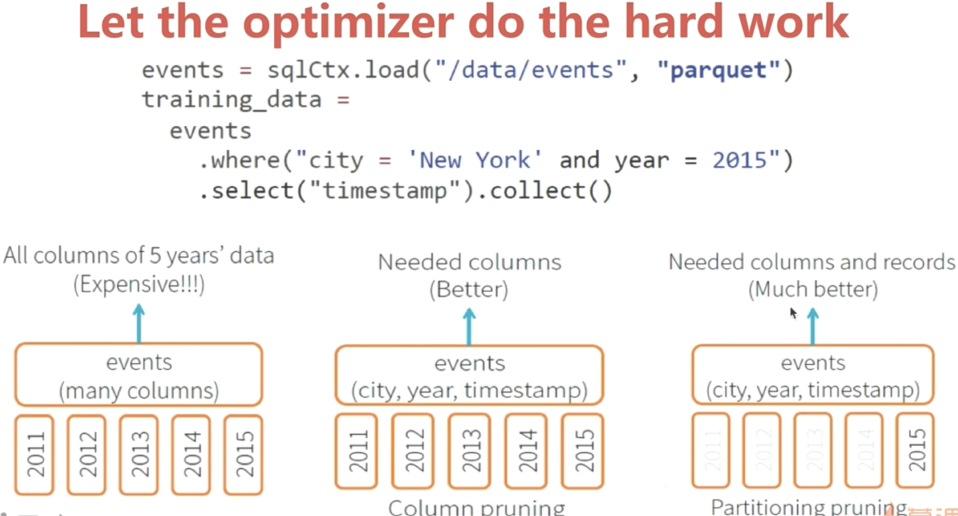 Let the optimizer do the hard work
events = sqlCtx.load("/data/events", "parquet")
training_data =
events
.where("city = 'New York' and year = 2015")
.select("timestamp").collect()
All columns of 5 years' data
(Expensive!!!)
events
(many columns)
2011
2012
2013
2014
2015
Needed columns
(Better)
events
(city, year, timestamp)
2011
2012
2013
2014
2015
Column pruning
Needed columns and records
(Much better)
events
(city, year, timestamp)
2011
2012
2013
2014
2015
Partitioning pruning